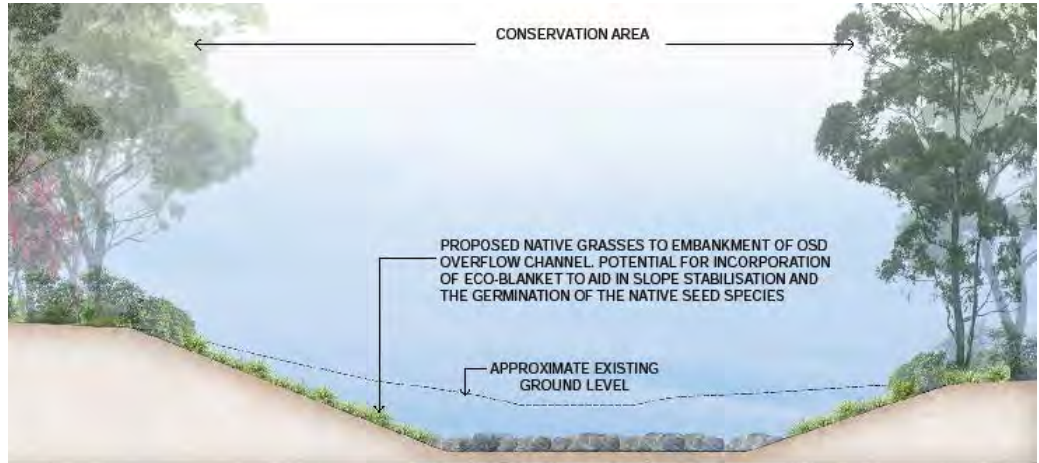 CONSERVATION AREA
PROPOSED NATIVE GRASSES TO EMBANKMENT OF OSD
OVERFLOW CHANNEL. POTENTIAL FOR INCORPORATION
OF ECO-BLANKET TO AID IN SLOPE STABILISATION AND
THE GERMINATION OF THE NATIVE SEED SPECIES
APPROXIMATE EXISTING
GROUND LEVEL